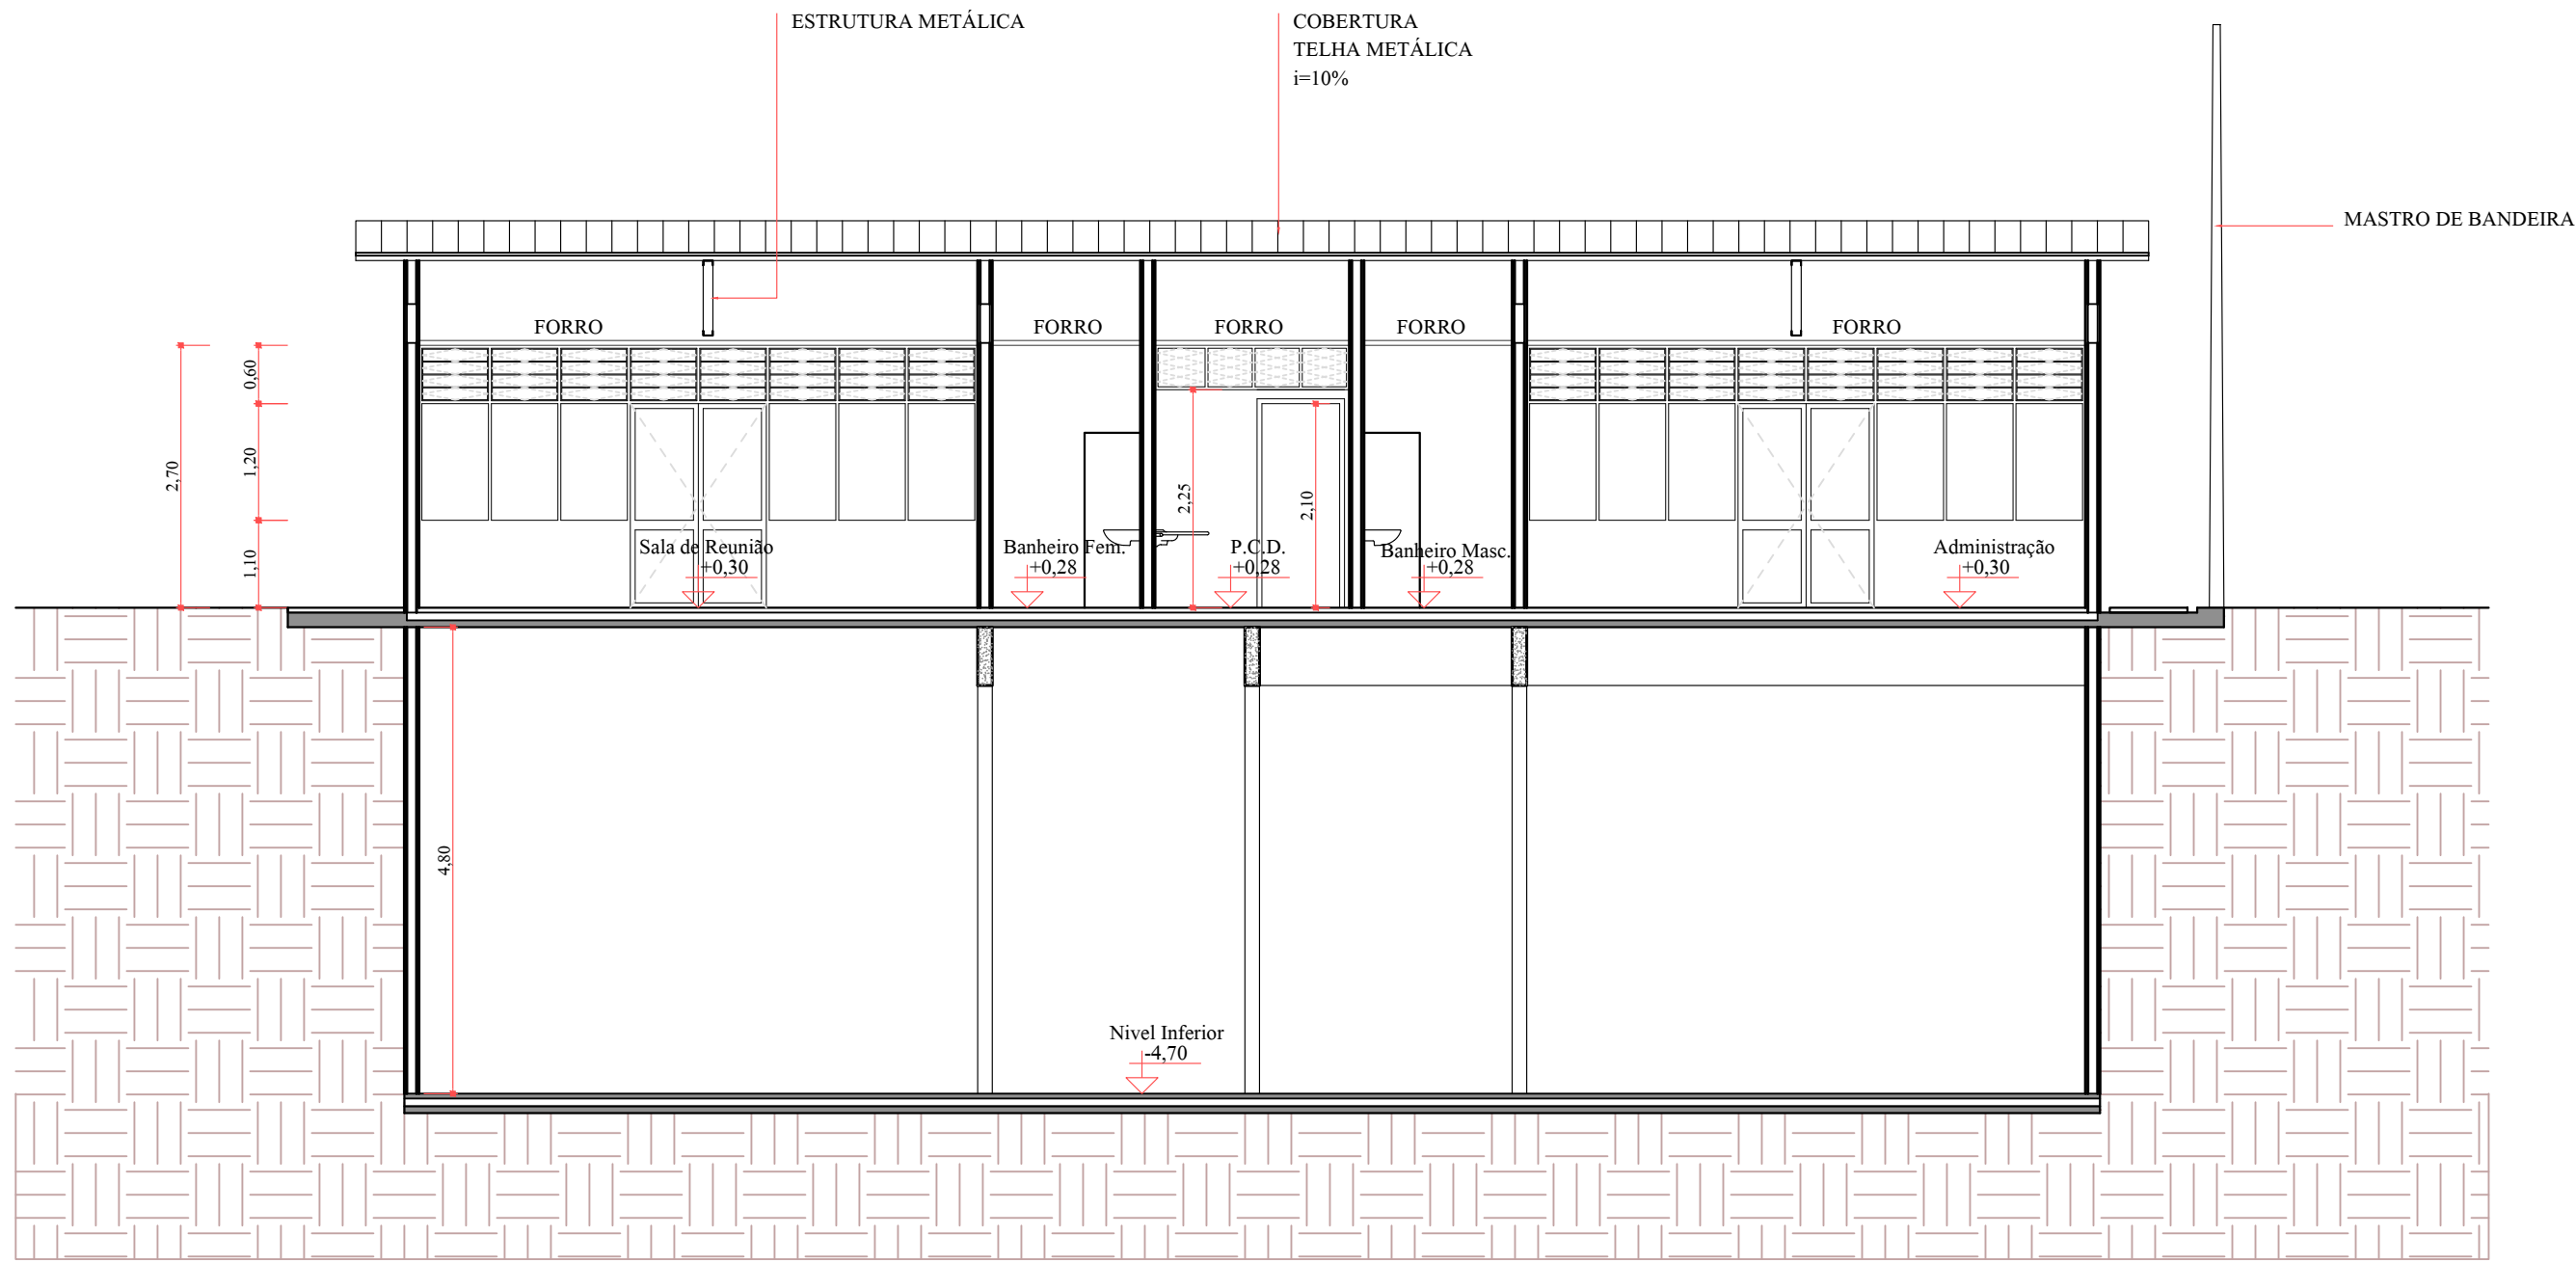 ESTRUTURA METÁLICA
COBERTURA
TELHA METÁLICA
i=10%
MASTRO DE BANDEIRA
FORRO
FORRO
FORRO
FORRO
FORRO
0,60
2,70
1,20
1,10
2,25
2,10
Sala de Reunião
+0,30
Banheiro Fem.
+0,28
P.C.D.
+0,28
Banheiro Masc.
+0,28
Administração
+0,30
4,80
Nivel Inferior
-4,70